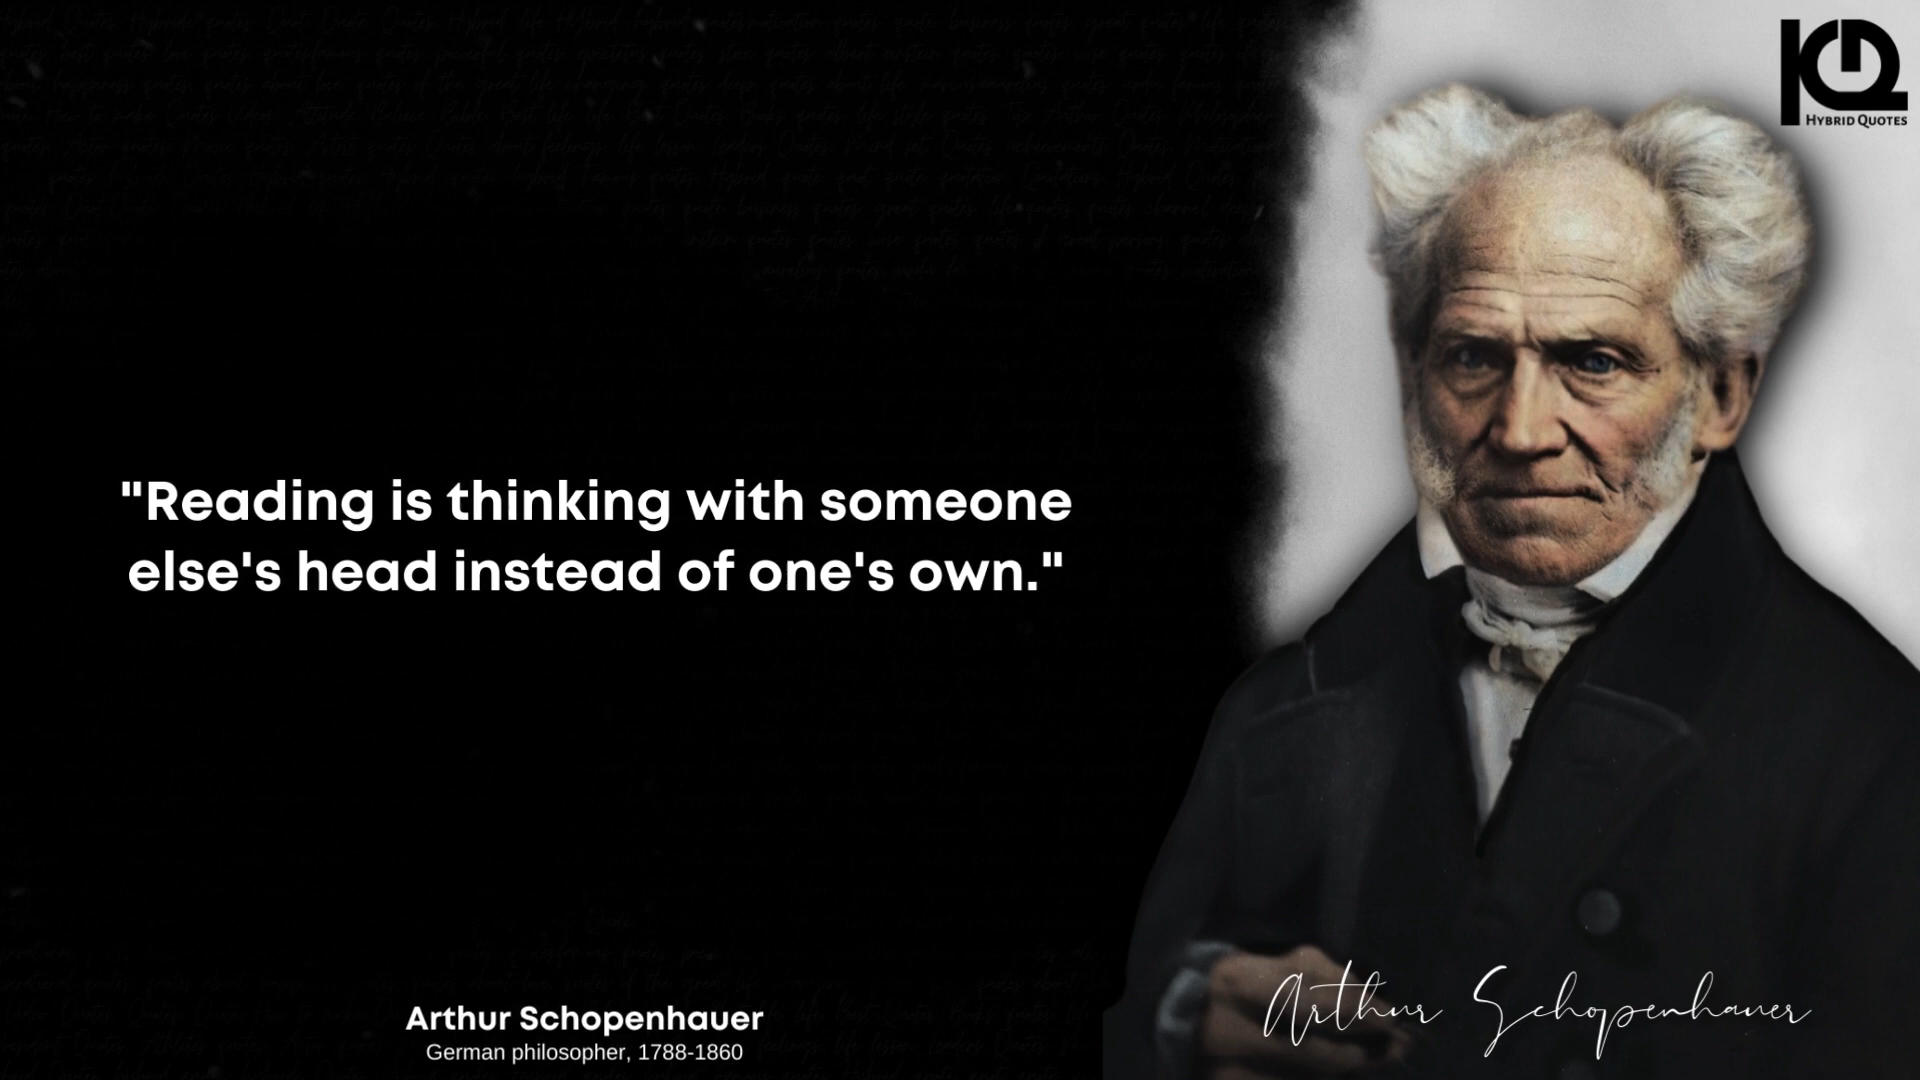 HYBRID QUOTES
"Reading is thinking with someone
else's head instead of one's own."
Arthur Schopenhauer
German philosopher, 1788-1860
Arthur Schopenhauer